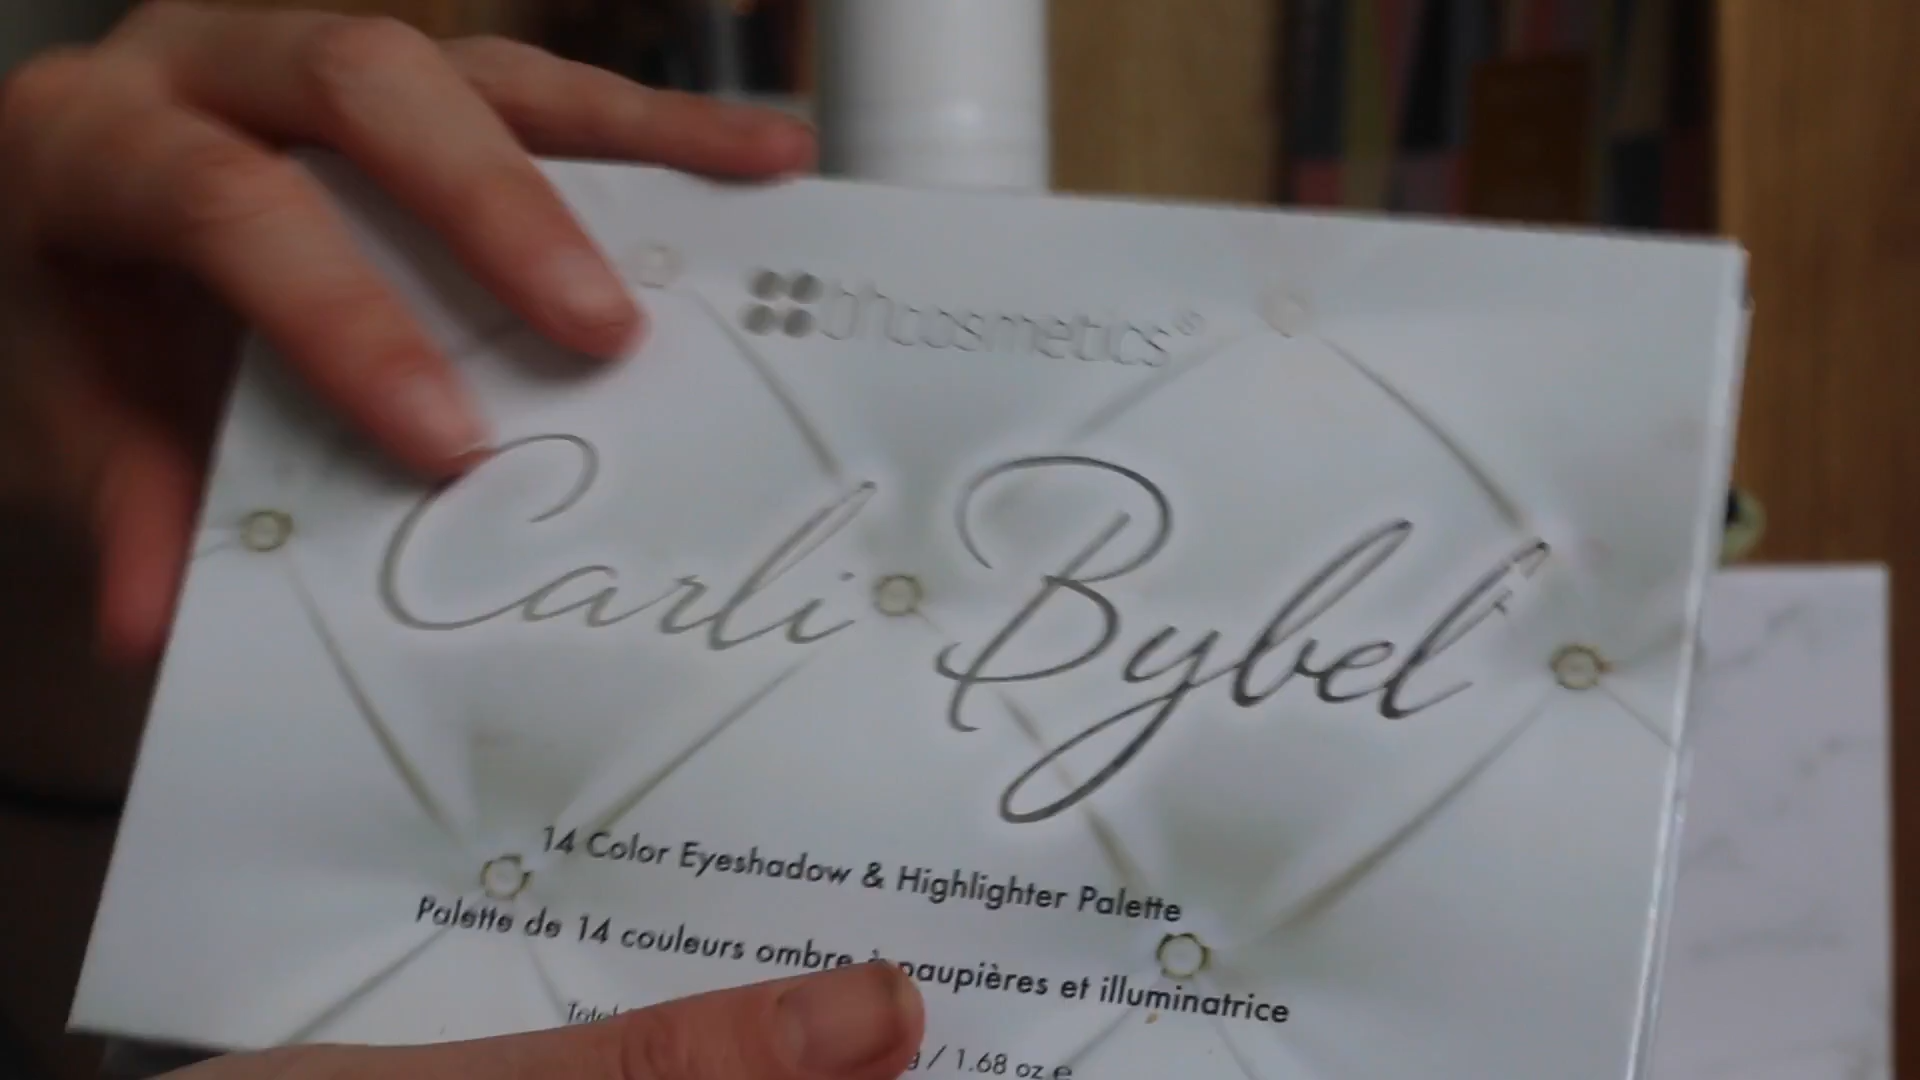 bhcosmetics®
Carli Bybel
14 Color Eyeshadow & Highlighter Palette
Palette de 14 couleurs ombre à paupières et illuminatrice
/ 1.68 oz e